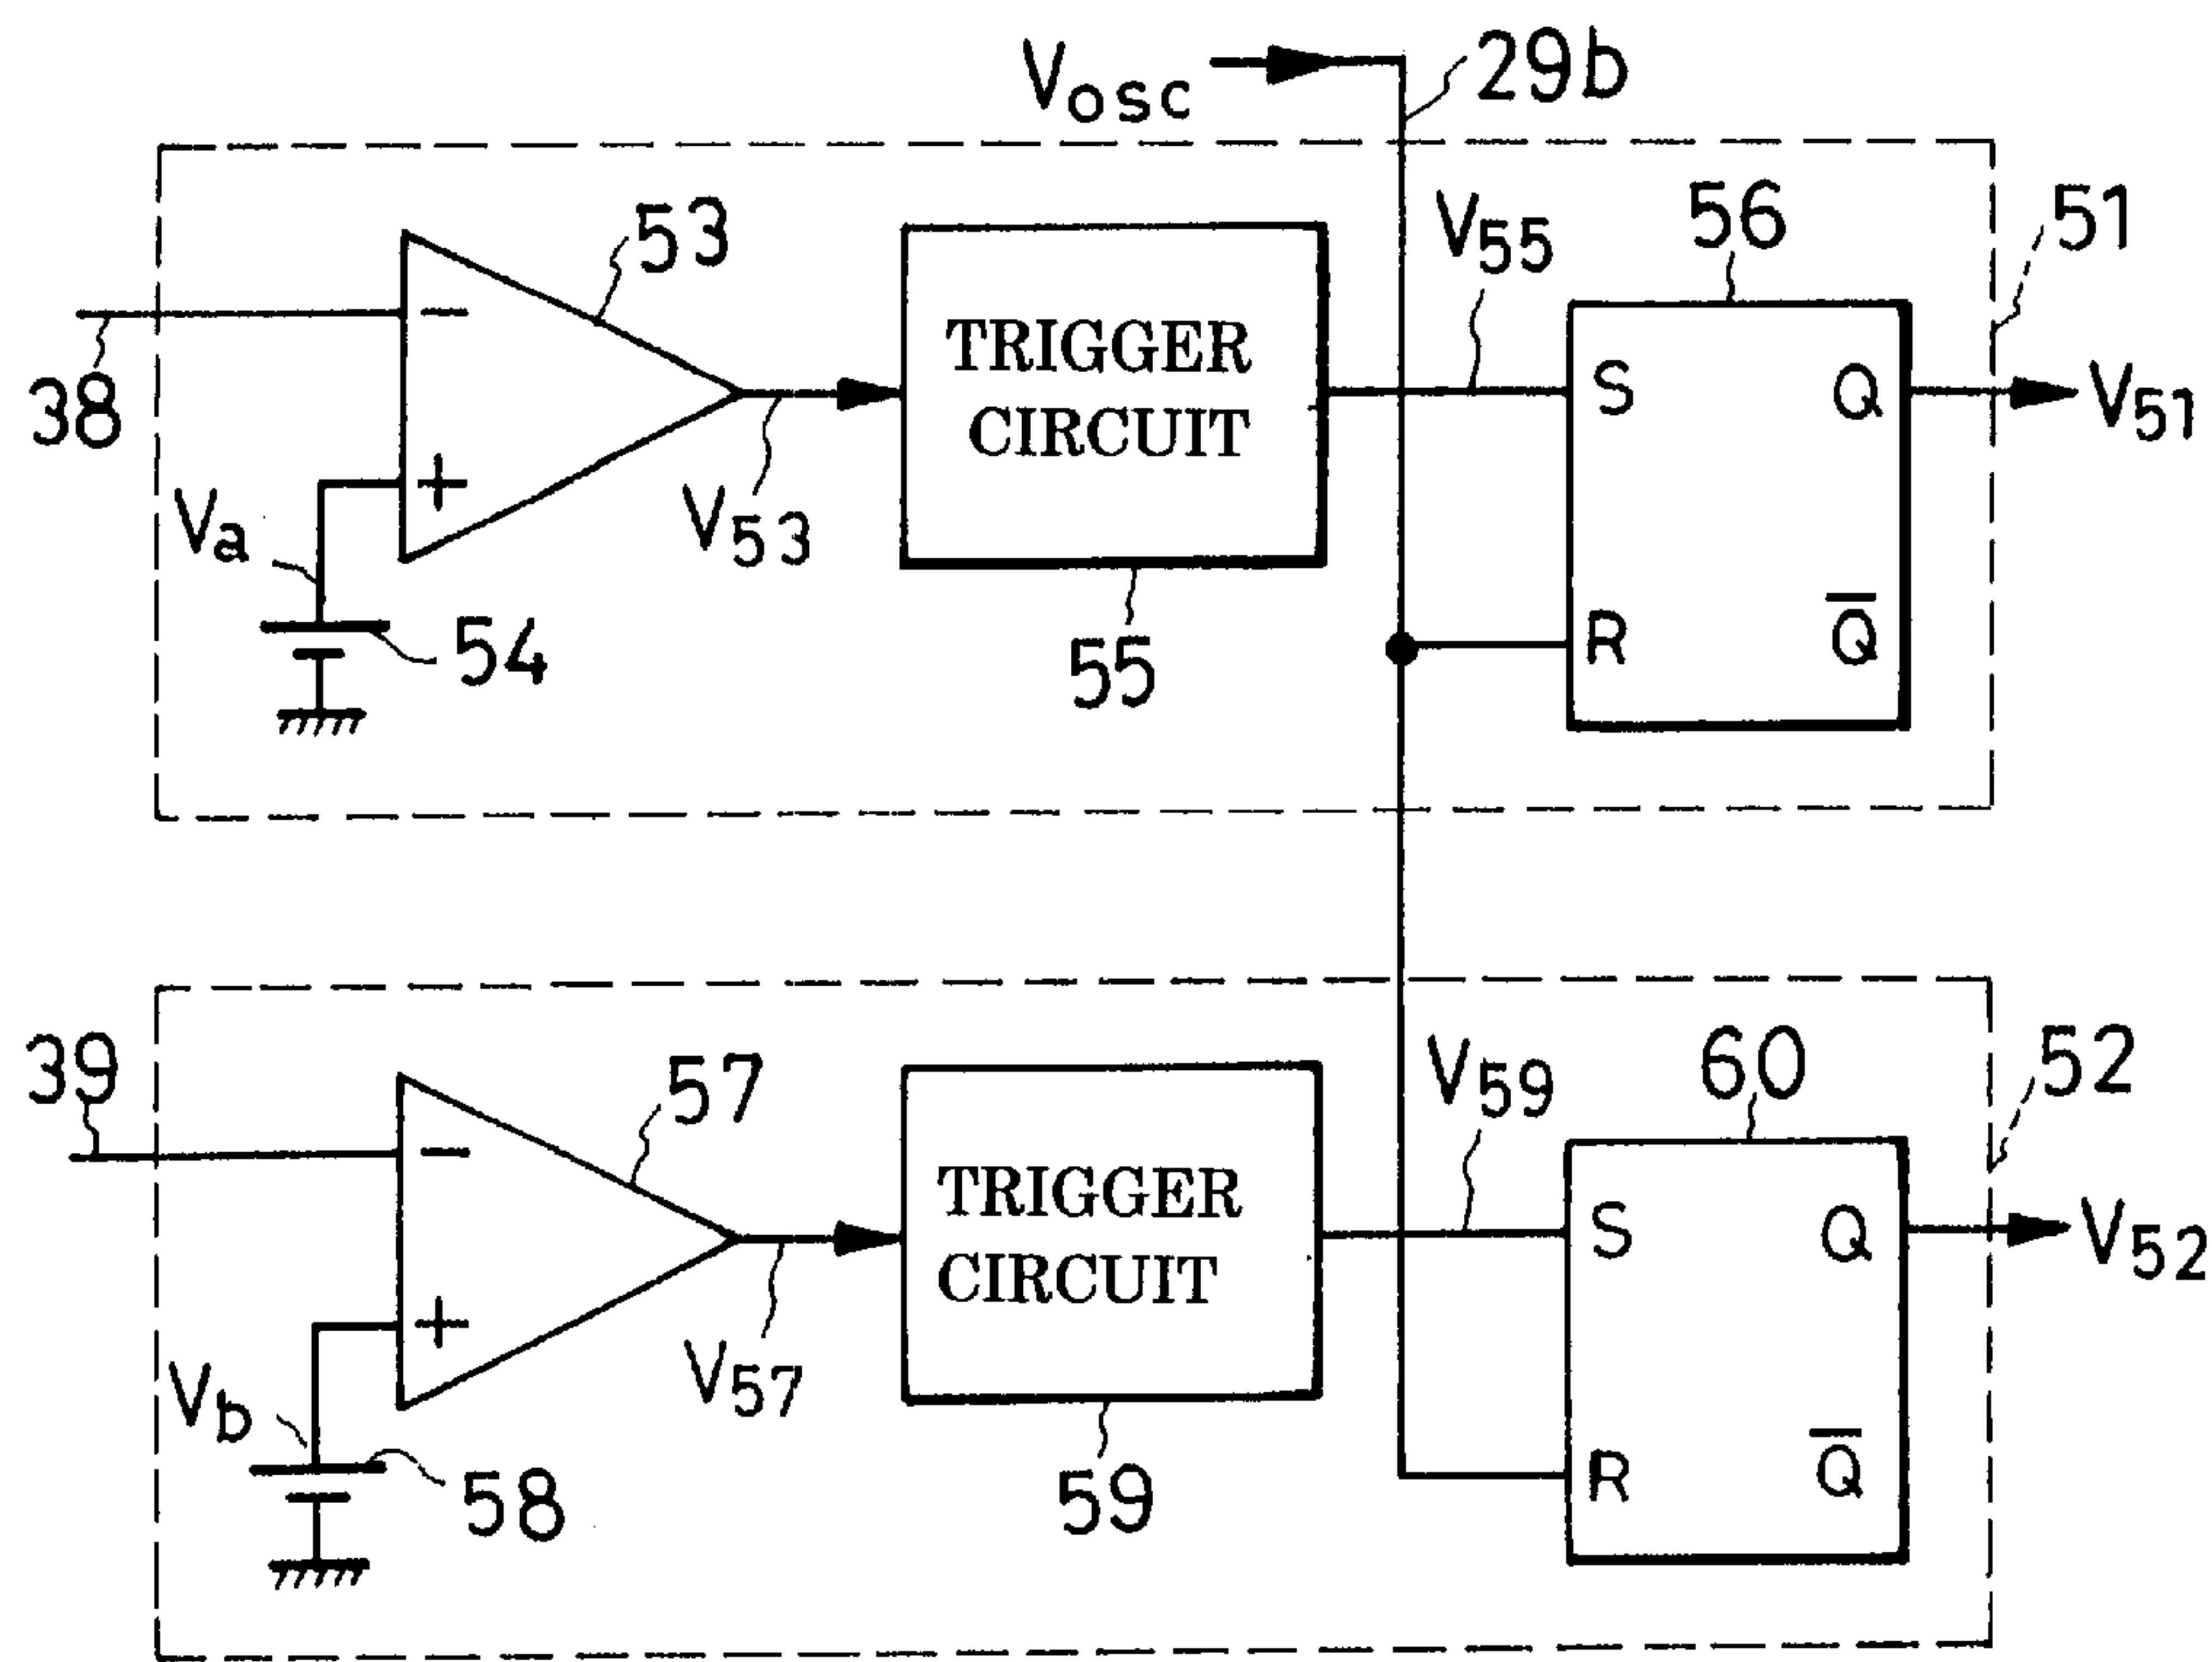 Vosc
29b
53
V55
56
51
38
−
TRIGGER
CIRCUIT
S
Q
V51
+
Va
V53
54
55
R
Q̅
39
57
V59
60
52
−
TRIGGER
CIRCUIT
S
Q
V52
+
Vb
V57
58
59
R
Q̅